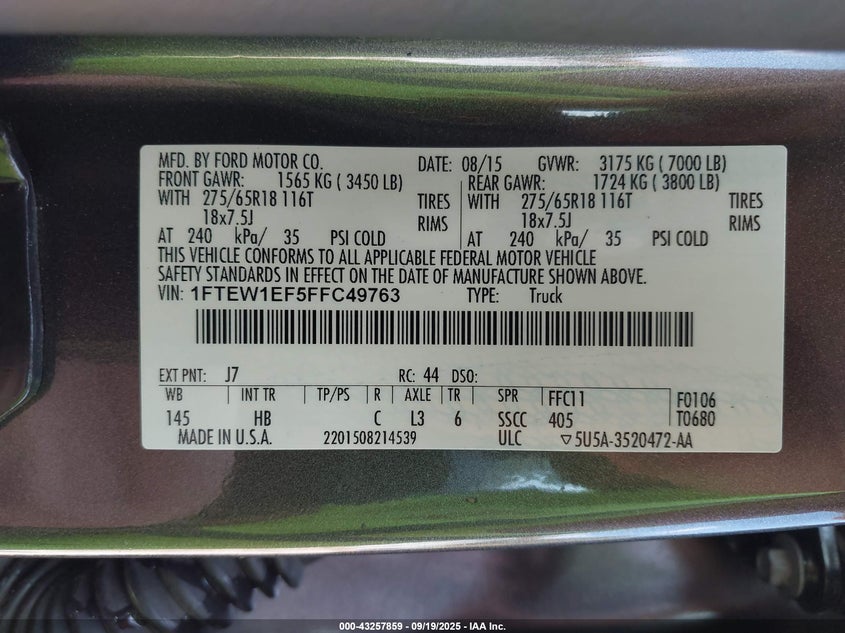 MFD. BY FORD MOTOR CO. DATE: 08/15 GVWR: 3175 KG ( 7000 LB)
FRONT GAWR: 1565 KG ( 3450 LB) REAR GAWR: 1724 KG ( 3800 LB)
WITH 275/65R18 116T TIRES WITH 275/65R18 116T TIRES
18x7.5J RIMS 18x7.5J RIMS
AT 240 kPa/ 35 PSI COLD AT 240 kPa/ 35 PSI COLD
THIS VEHICLE CONFORMS TO ALL APPLICABLE FEDERAL MOTOR VEHICLE
SAFETY STANDARDS IN EFFECT ON THE DATE OF MANUFACTURE SHOWN ABOVE.
VIN: 1FTEW1EF5FFC49763 TYPE: Truck
EXT PNT: J7 RC: 44 DSO:
WB INT TR TP/PS R AXLE TR SPR FFC11 F0106
145 HB C L3 6 SSCC 405 T0680
MADE IN U.S.A. 2201508214539 ULC ▽5U5A-3520472-AA
000-43257859 - 09/19/2025 - IAA Inc.